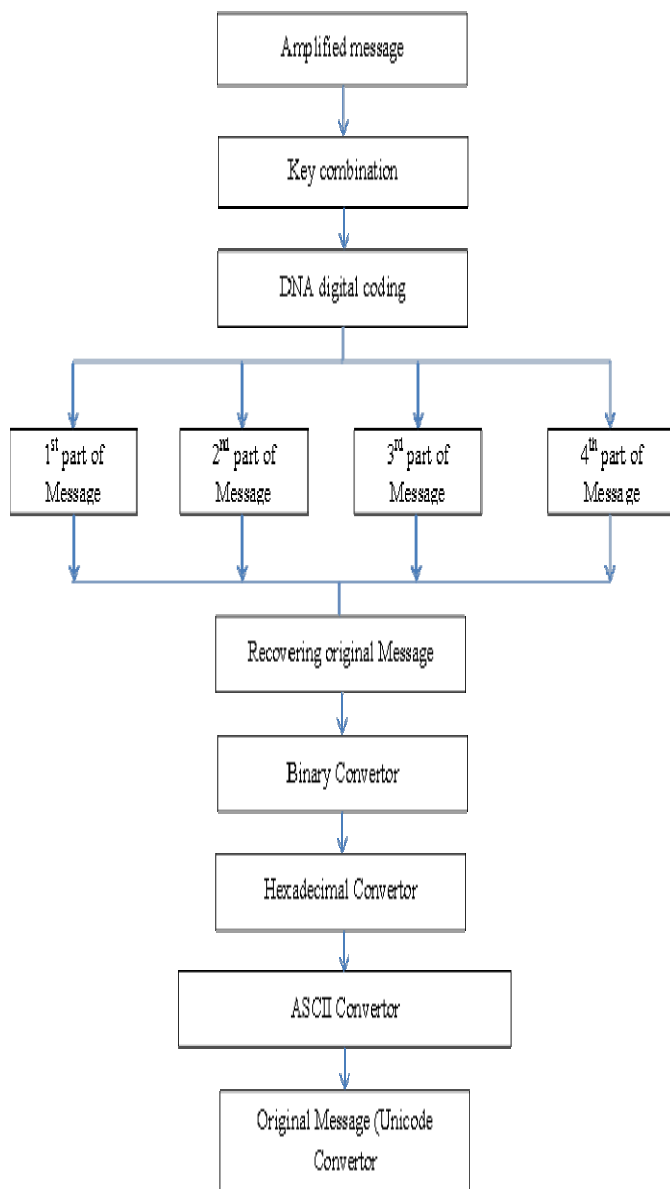 Amplified message
Key combination
DNA digital coding
1st part of
Message
2nd part of
Message
3rd part of
Message
4th part of
Message
Recovering original Message
Binary Convertor
Hexadecimal Convertor
ASCII Convertor
Original Message (Unicode
Convertor